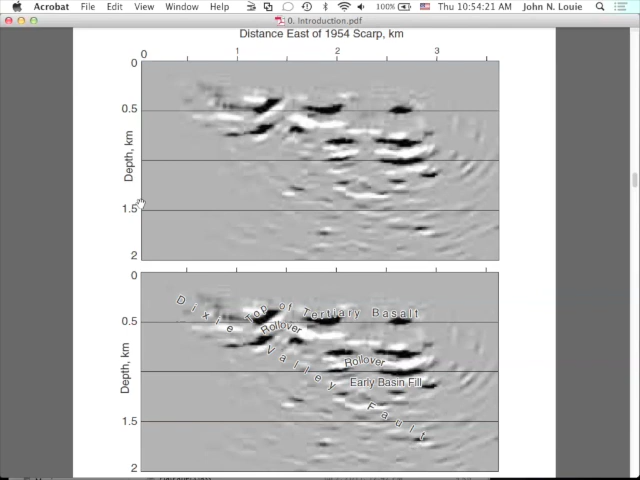 Acrobat File Edit View Window Help 100% Thu 10:54:21 AM John N. Louie
0. Introduction.pdf
Distance East of 1954 Scarp, km
0 1 2 3
0
0.5
Depth, km
1.5
2
0
Dixie Valley Fault
Top of Tertiary Basalt
0.5
Rollover
Depth, km
Rollover
1
Early Basin Fill
1.5
2